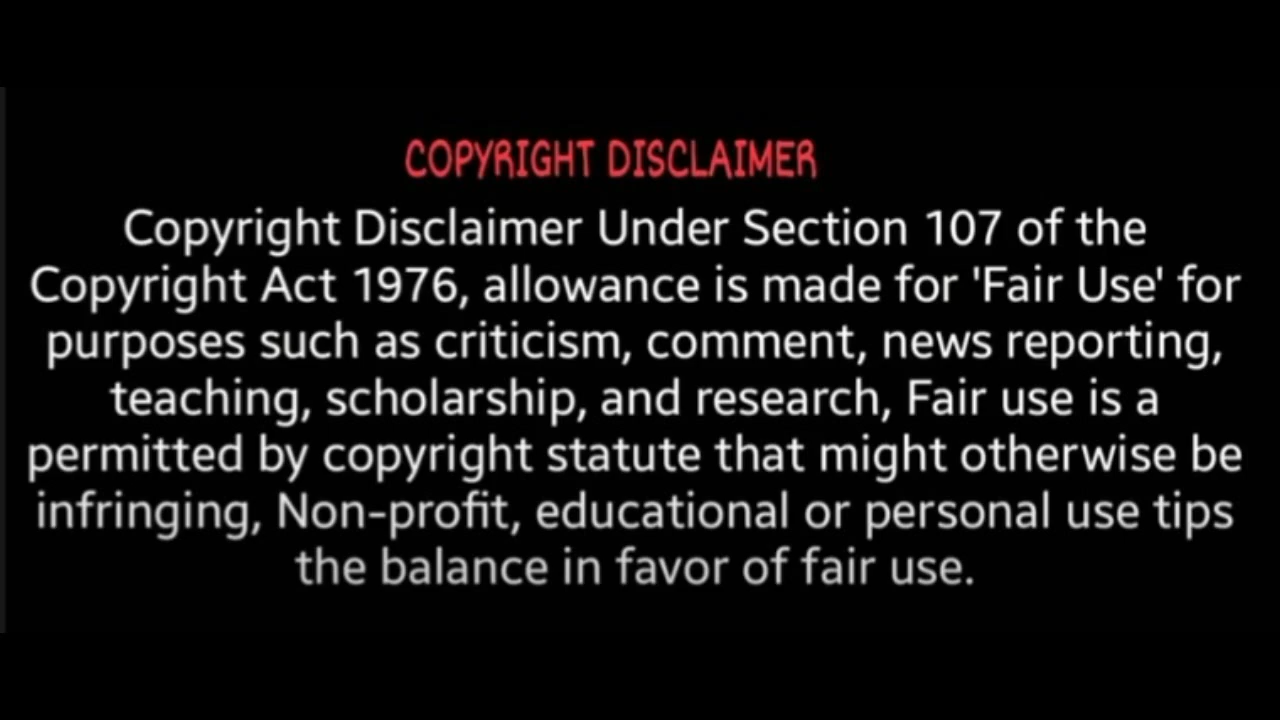 COPYRIGHT DISCLAIMER
Copyright Disclaimer Under Section 107 of the
Copyright Act 1976, allowance is made for 'Fair Use' for
purposes such as criticism, comment, news reporting,
teaching, scholarship, and research, Fair use is a
permitted by copyright statute that might otherwise be
infringing, Non-profit, educational or personal use tips
the balance in favor of fair use.